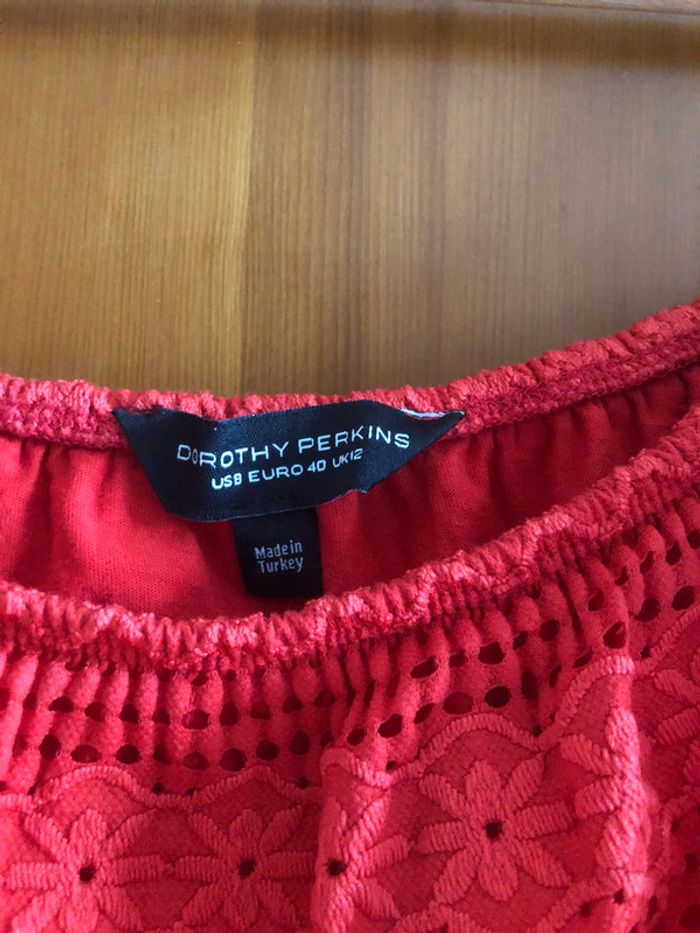 DOROTHY PERKINS
US8 EURO 40 UK12
Made in
Turkey